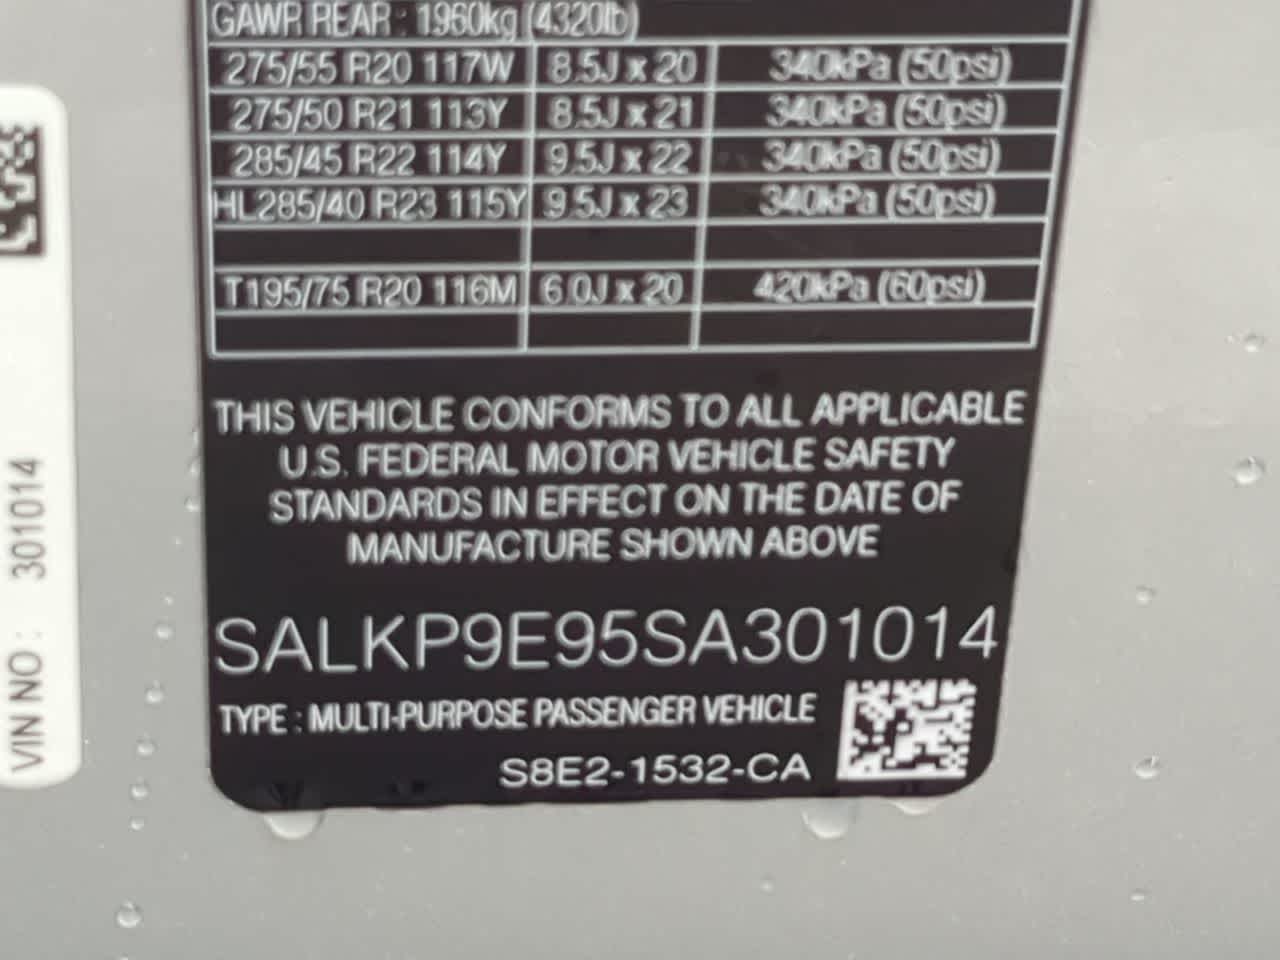 GAWR REAR : 1960kg (4320lb)
275/55 R20 117W 8.5J x 20 340kPa (50psi)
275/50 R21 113Y 8.5J x 21 340kPa (50psi)
285/45 R22 114Y 9.5J x 22 340kPa (50psi)
HL285/40 R23 115Y 9.5J x 23 340kPa (50psi)
T195/75 R20 116M 6.0J x 20 420kPa (60psi)
THIS VEHICLE CONFORMS TO ALL APPLICABLE
U.S. FEDERAL MOTOR VEHICLE SAFETY
STANDARDS IN EFFECT ON THE DATE OF
MANUFACTURE SHOWN ABOVE
SALKP9E95SA301014
TYPE : MULTI-PURPOSE PASSENGER VEHICLE
S8E2-1532-CA
VIN NO : 301014